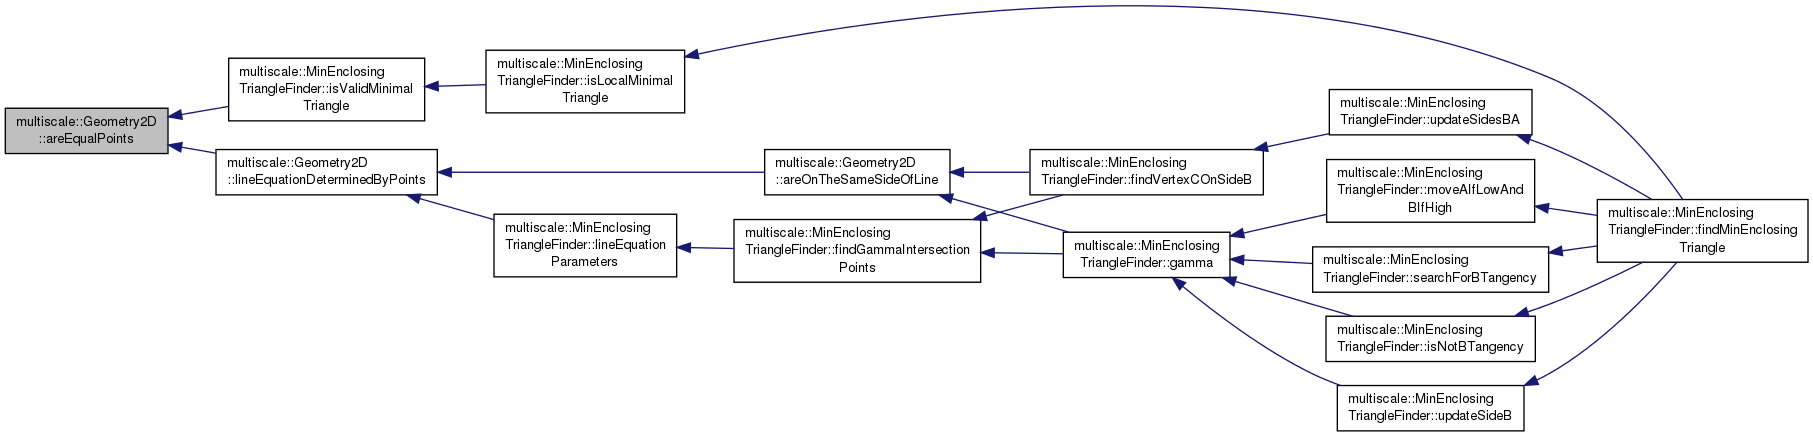 multiscale::Geometry2D
::areEqualPoints
multiscale::MinEnclosing
TriangleFinder::isValidMinimal
Triangle
multiscale::MinEnclosing
TriangleFinder::isLocalMinimal
Triangle
multiscale::Geometry2D
::lineEquationDeterminedByPoints
multiscale::MinEnclosing
TriangleFinder::lineEquation
Parameters
multiscale::Geometry2D
::areOnTheSameSideOfLine
multiscale::MinEnclosing
TriangleFinder::findGammaIntersection
Points
multiscale::MinEnclosing
TriangleFinder::findVertexCOnSideB
multiscale::MinEnclosing
TriangleFinder::gamma
multiscale::MinEnclosing
TriangleFinder::updateSidesBA
multiscale::MinEnclosing
TriangleFinder::moveAIfLowAnd
BIfHigh
multiscale::MinEnclosing
TriangleFinder::searchForBTangency
multiscale::MinEnclosing
TriangleFinder::isNotBTangency
multiscale::MinEnclosing
TriangleFinder::updateSideB
multiscale::MinEnclosing
TriangleFinder::findMinEnclosing
Triangle